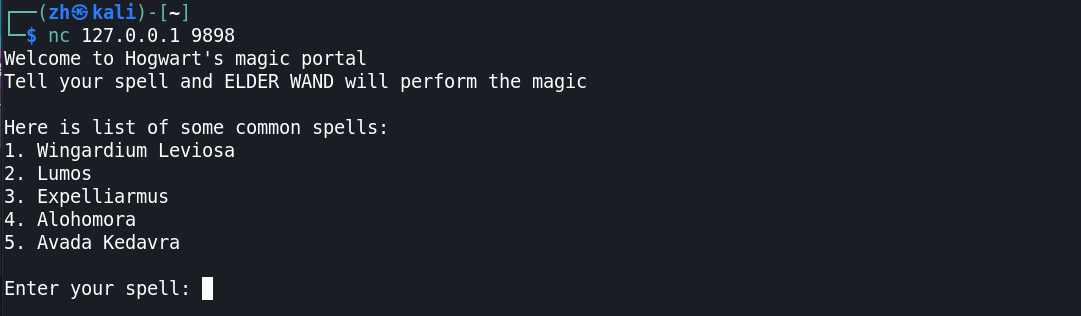 ┌──(zh㉿kali)-[~]
└─$ nc 127.0.0.1 9898
Welcome to Hogwart's magic portal
Tell your spell and ELDER WAND will perform the magic
Here is list of some common spells:
1. Wingardium Leviosa
2. Lumos
3. Expelliarmus
4. Alohomora
5. Avada Kedavra
Enter your spell: